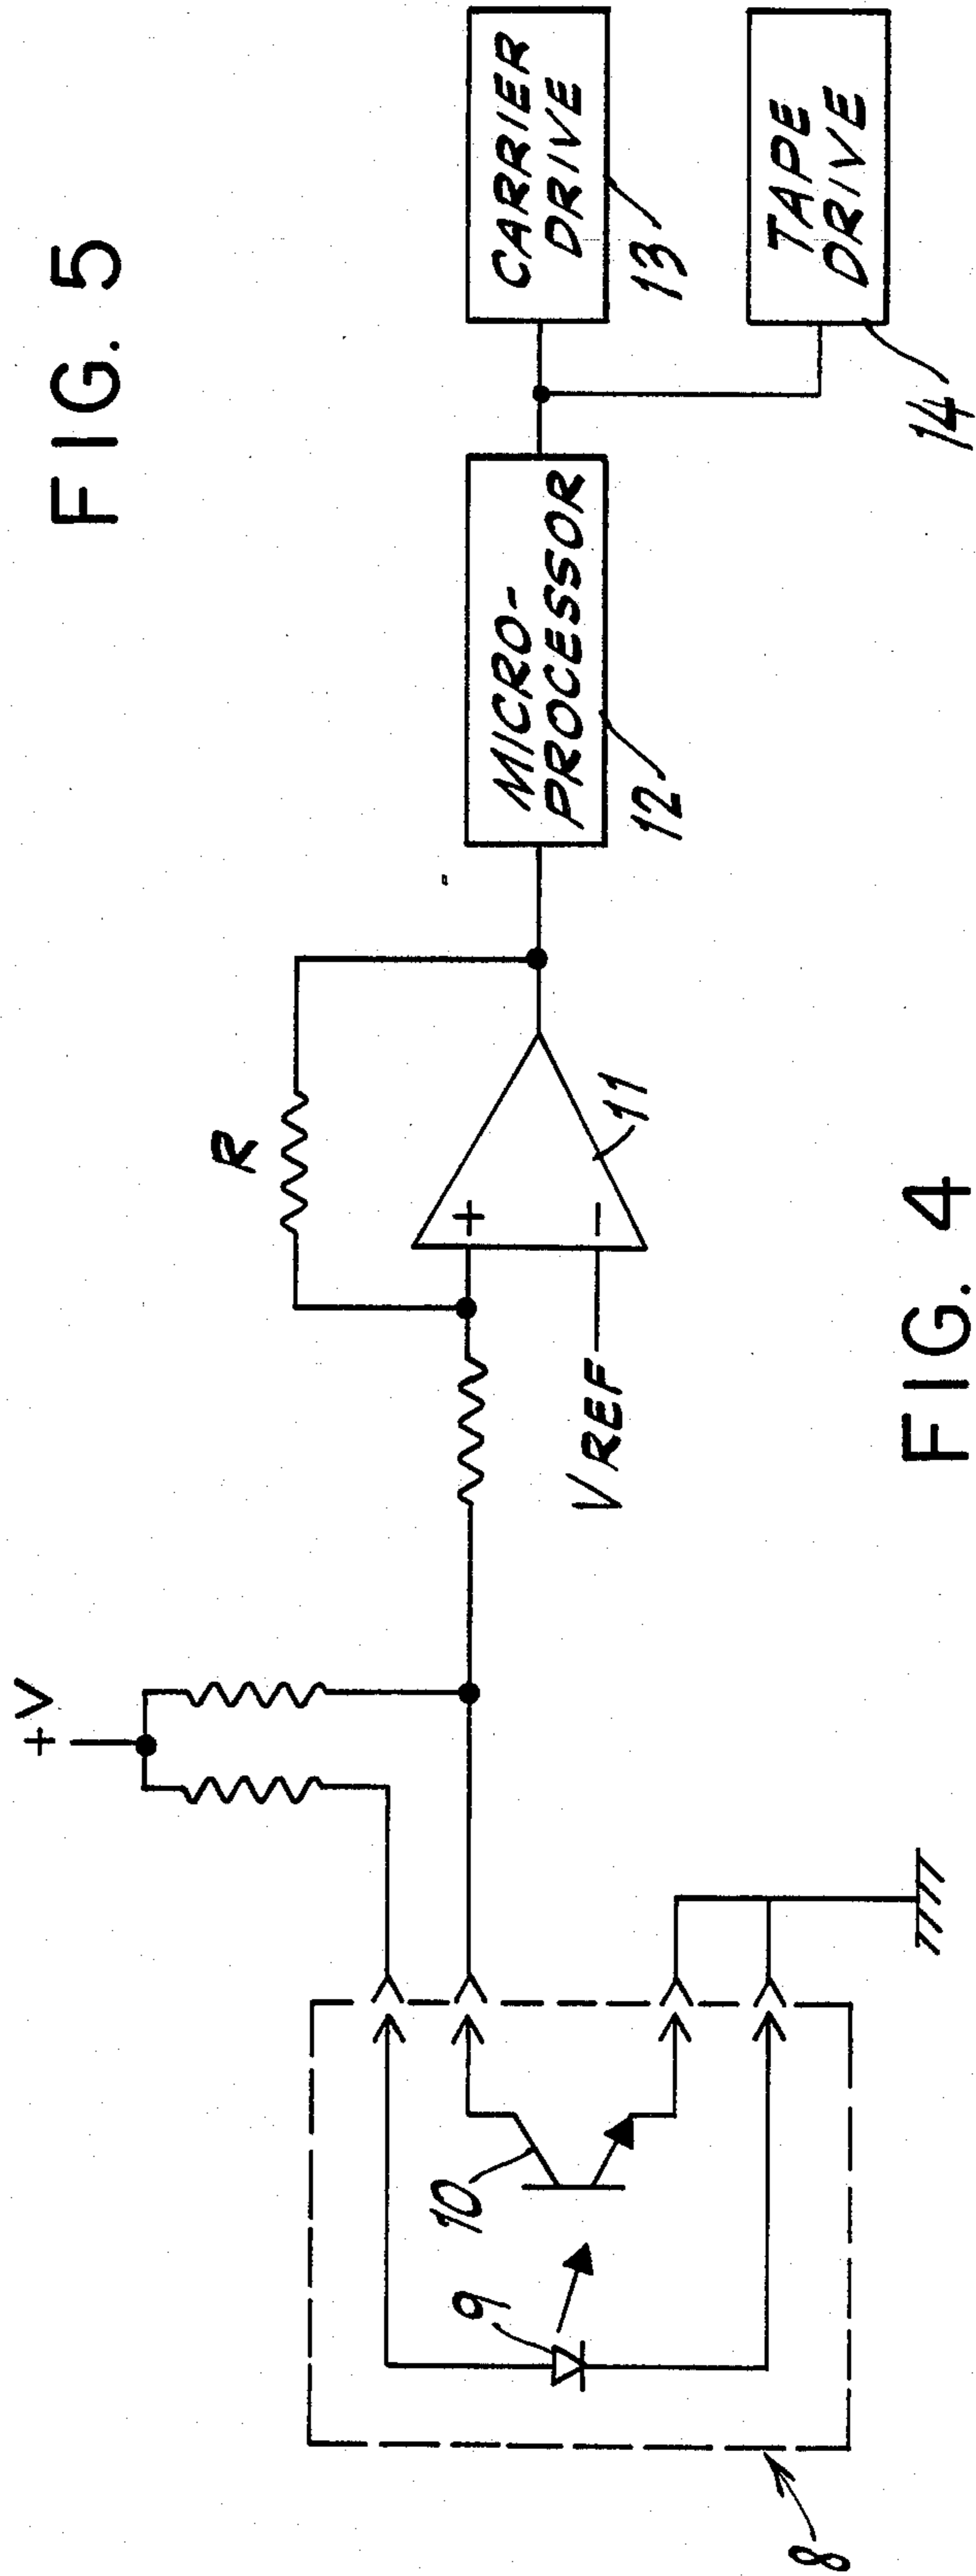 FIG. 5
+V
R
CARRIER
DRIVE
MICRO-
PROCESSOR
+
-
13
TAPE
DRIVE
12
11
VREF
14
10
9
8
FIG. 4